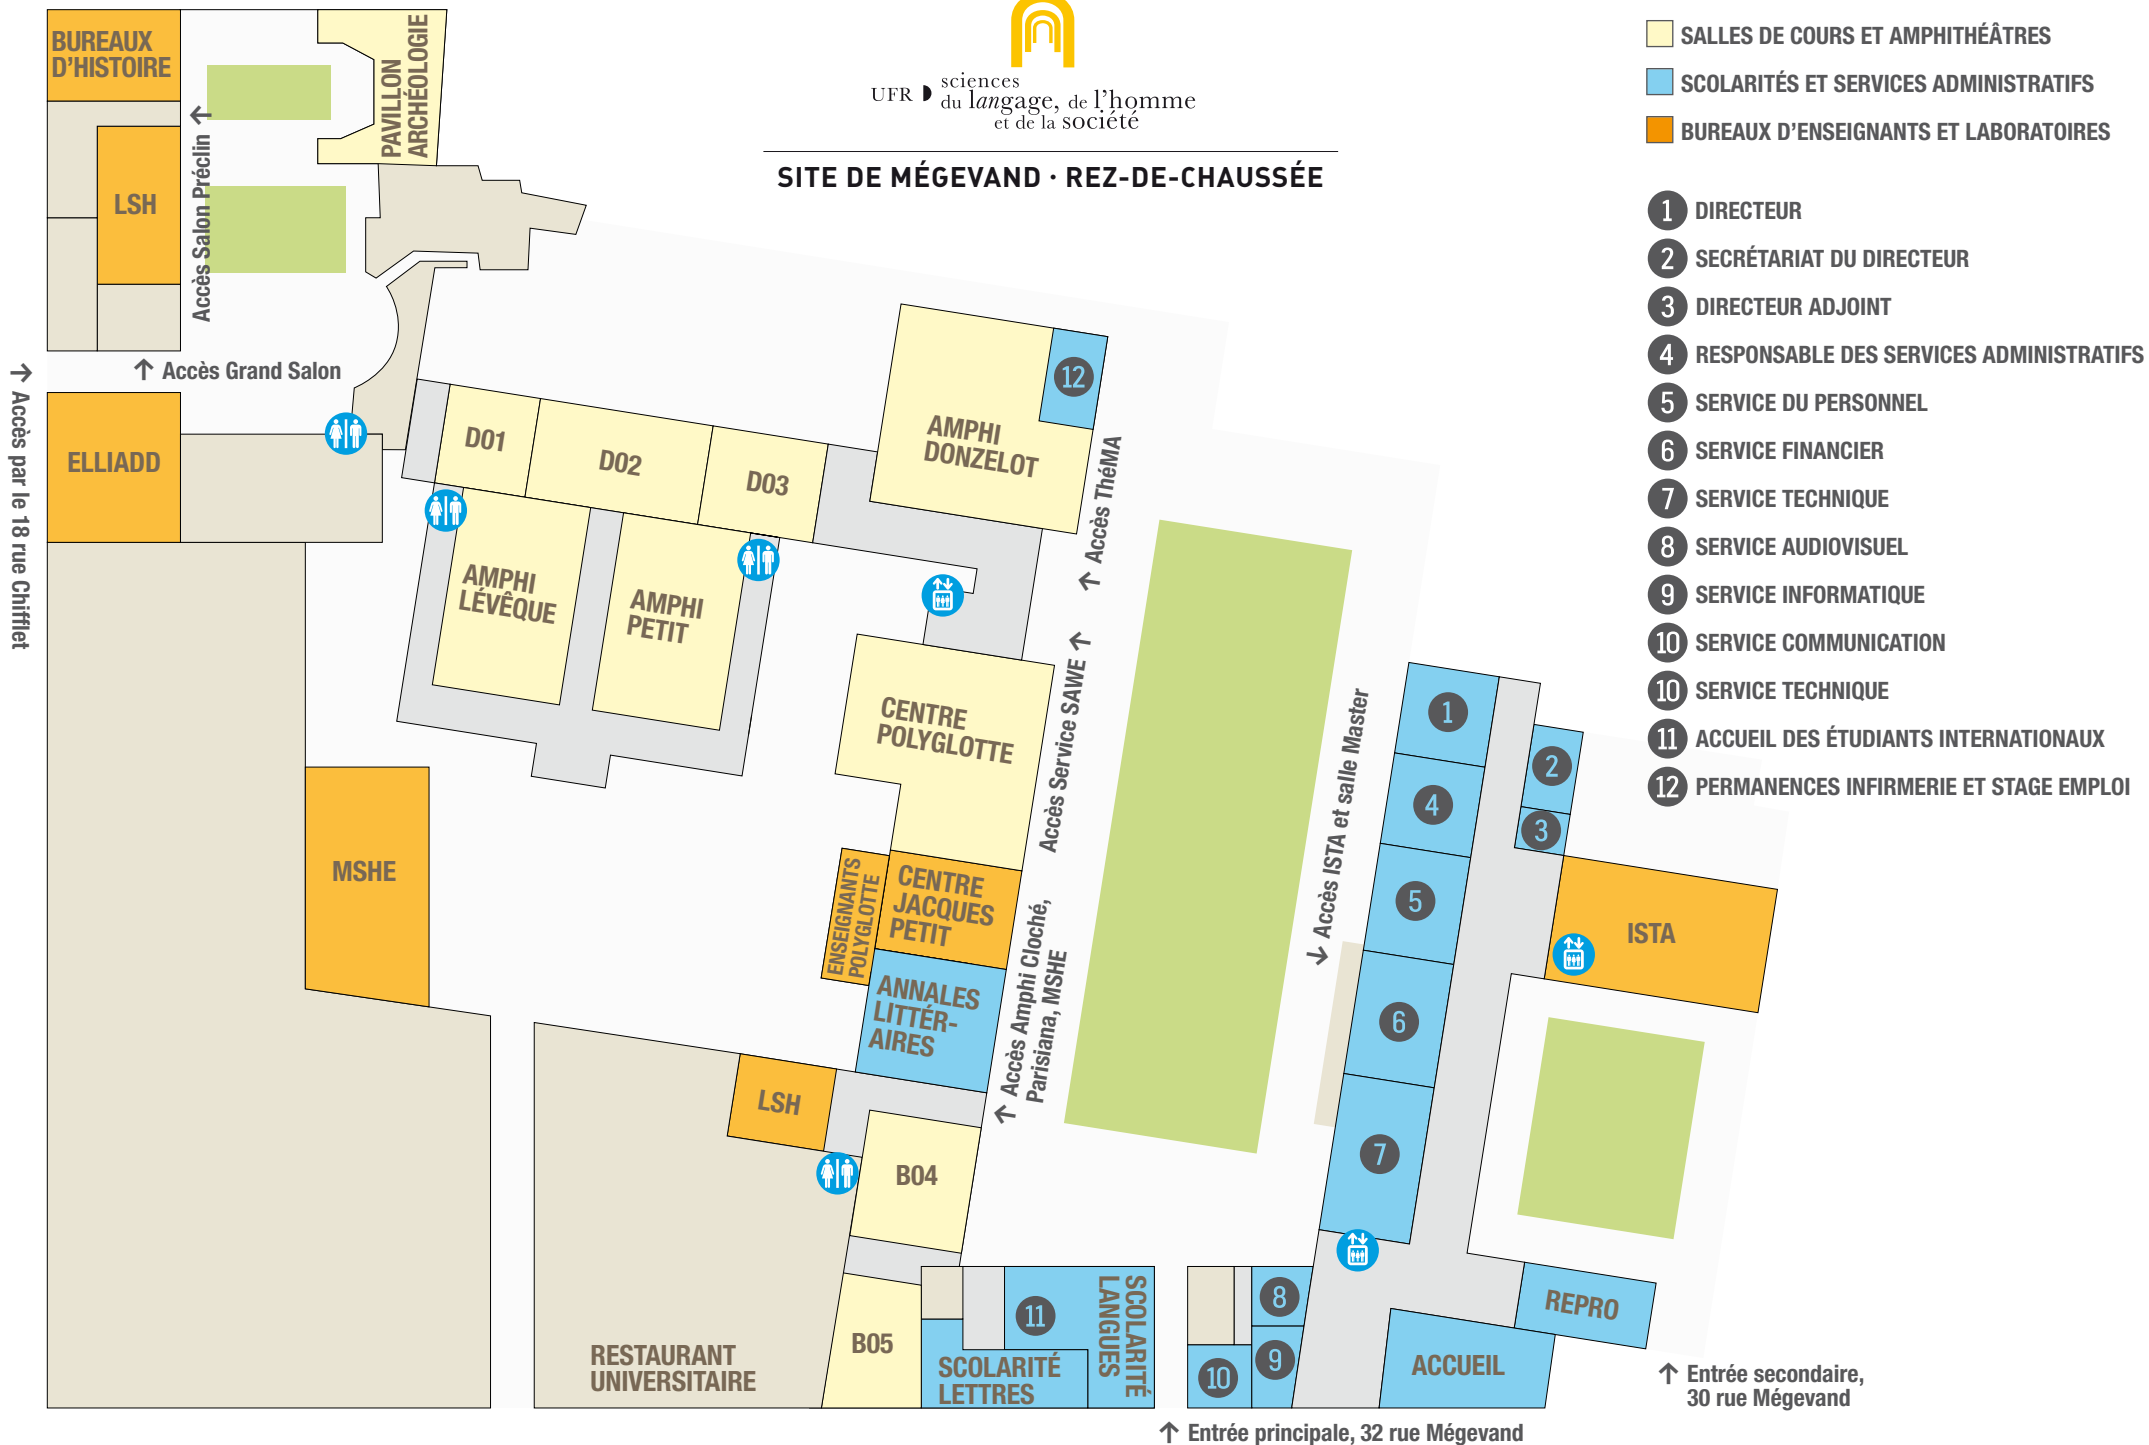 UFR sciences
du langage, de l'homme
et de la société
SITE DE MÉGEVAND · REZ-DE-CHAUSSÉE
SALLES DE COURS ET AMPHITHÉÂTRES
SCOLARITÉS ET SERVICES ADMINISTRATIFS
BUREAUX D'ENSEIGNANTS ET LABORATOIRES
1 DIRECTEUR
2 SECRÉTARIAT DU DIRECTEUR
3 DIRECTEUR ADJOINT
4 RESPONSABLE DES SERVICES ADMINISTRATIFS
5 SERVICE DU PERSONNEL
6 SERVICE FINANCIER
7 SERVICE TECHNIQUE
8 SERVICE AUDIOVISUEL
9 SERVICE INFORMATIQUE
10 SERVICE COMMUNICATION
10 SERVICE TECHNIQUE
11 ACCUEIL DES ÉTUDIANTS INTERNATIONAUX
12 PERMANENCES INFIRMERIE ET STAGE EMPLOI
BUREAUX
D'HISTOIRE
PAVILLON
ARCHÉOLOGIE
LSH
Accès Salon Préclin
Accès Grand Salon
Accès par le 18 rue Chifflet
ELLIADD
D01
D02
D03
AMPHI
DONZELOT
12
Accès ThéMA
AMPHI
LÉVÊQUE
AMPHI
PETIT
CENTRE
POLYGLOTTE
Accès Service SAWE
MSHE
ENSEIGNANTS
POLYGLOTTE
CENTRE
JACQUES
PETIT
ANNALES
LITTÉR-
AIRES
Accès Amphi Cloché,
Parisiana, MSHE
Accès ISTA et salle Master
1
2
3
4
5
6
7
ISTA
LSH
B04
B05
RESTAURANT
UNIVERSITAIRE
11
SCOLARITÉ
LANGUES
SCOLARITÉ
LETTRES
8
9
10
REPRO
ACCUEIL
Entrée secondaire,
30 rue Mégevand
Entrée principale, 32 rue Mégevand